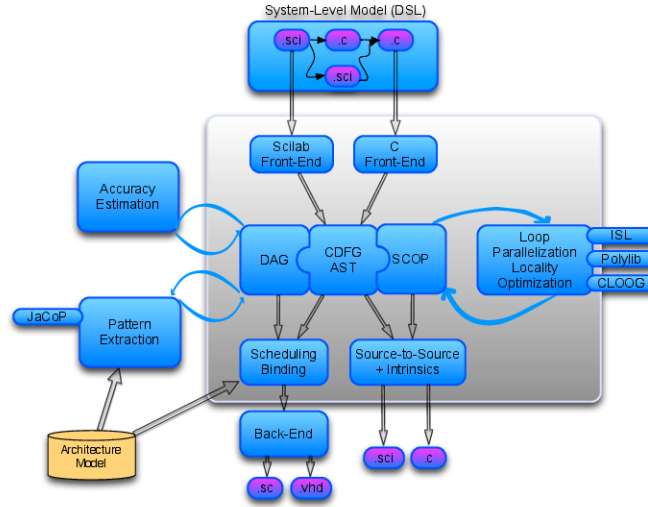 System-Level Model (DSL)
.sci
.c
.c
.sci
Scilab
Front-End
C
Front-End
Accuracy
Estimation
DAG
CDFG
AST
SCOP
Loop
Parallelization
Locality
Optimization
ISL
Polylib
CLOOG
JaCoP
Pattern
Extraction
Scheduling
Binding
Source-to-Source
+ Intrinsics
Architecture
Model
Back-End
.sci
.c
.sc
.vhd